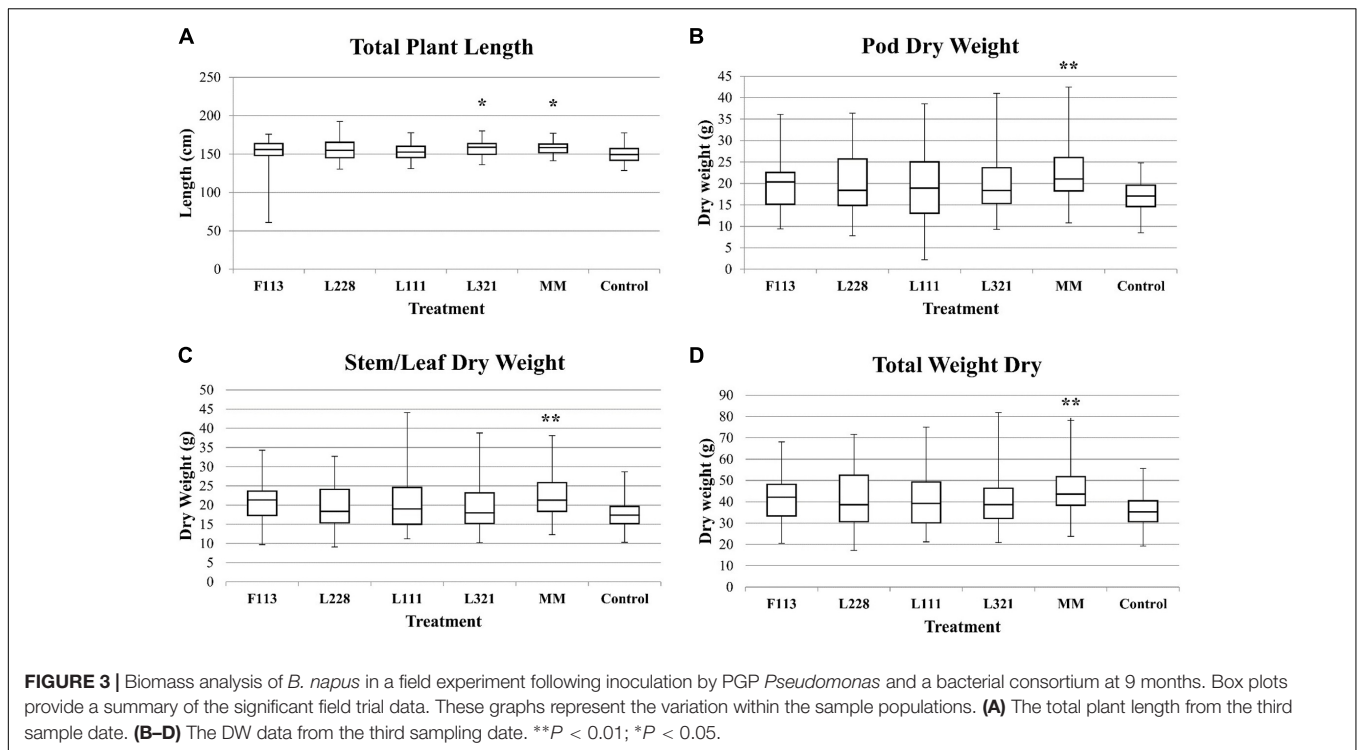 A
Total Plant Length
250
200
150
100
50
0
Length (cm)
* *
F113 L228 L111 L321 MM Control
Treatment
B
Pod Dry Weight
45
40
35
30
25
20
15
10
5
0
Dry weight (g)
**
F113 L228 L111 L321 MM Control
Treatment
C
Stem/Leaf Dry Weight
50
45
40
35
30
25
20
15
10
5
0
Dry Weight (g)
**
F113 L228 L111 L321 MM Control
Treatment
D
Total Weight Dry
90
80
70
60
50
40
30
20
10
0
Dry weight (g)
**
F113 L228 L111 L321 MM Control
Treatment
FIGURE 3 | Biomass analysis of B. napus in a field experiment following inoculation by PGP Pseudomonas and a bacterial consortium at 9 months. Box plots
provide a summary of the significant field trial data. These graphs represent the variation within the sample populations. (A) The total plant length from the third
sample date. (B–D) The DW data from the third sampling date. **P < 0.01; *P < 0.05.